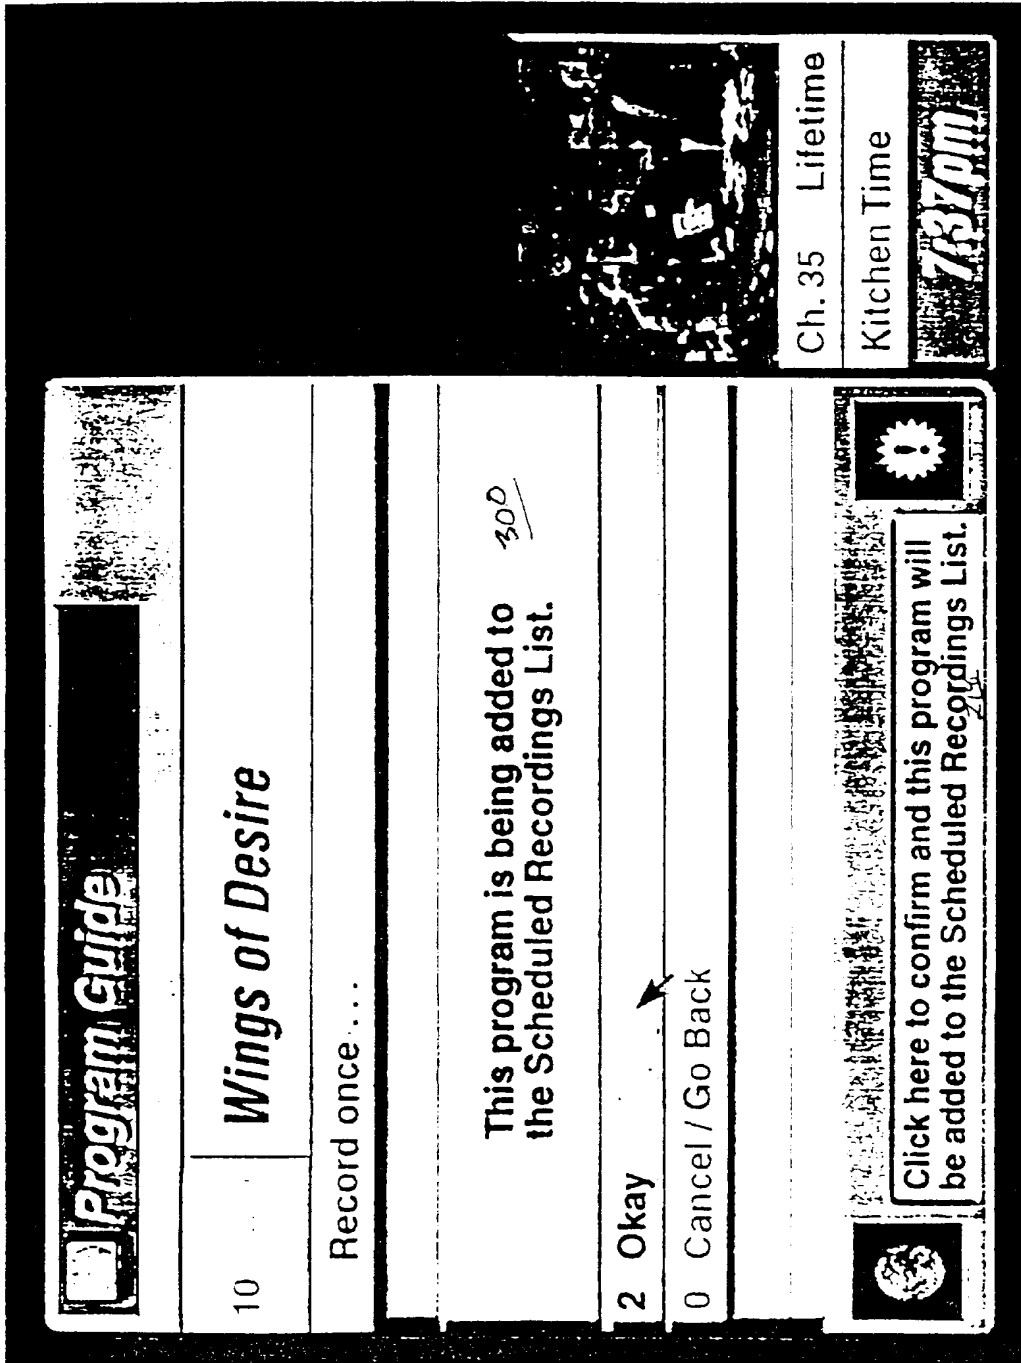 Program Guide
10 Wings of Desire
Record once...
This program is being added to
the Scheduled Recordings List.
300
2 Okay
0 Cancel / Go Back
Click here to confirm and this program will
be added to the Scheduled Recordings List.
Ch. 35 Lifetime
Kitchen Time
7:37pm